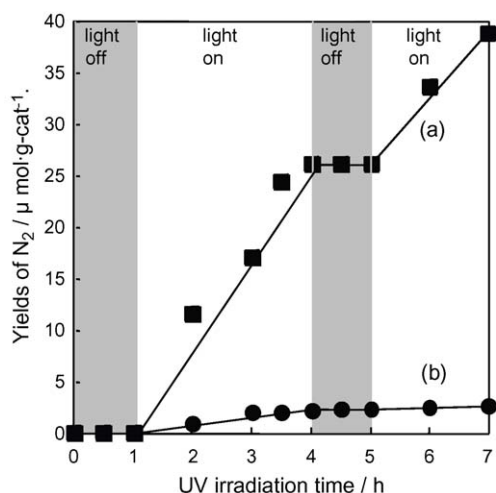 40
35
30
25
20
15
10
5
0
Yields of N2 / μ mol·g-cat-1.
light off
light on
light off
light on
(a)
(b)
0 1 2 3 4 5 6 7
UV irradiation time / h